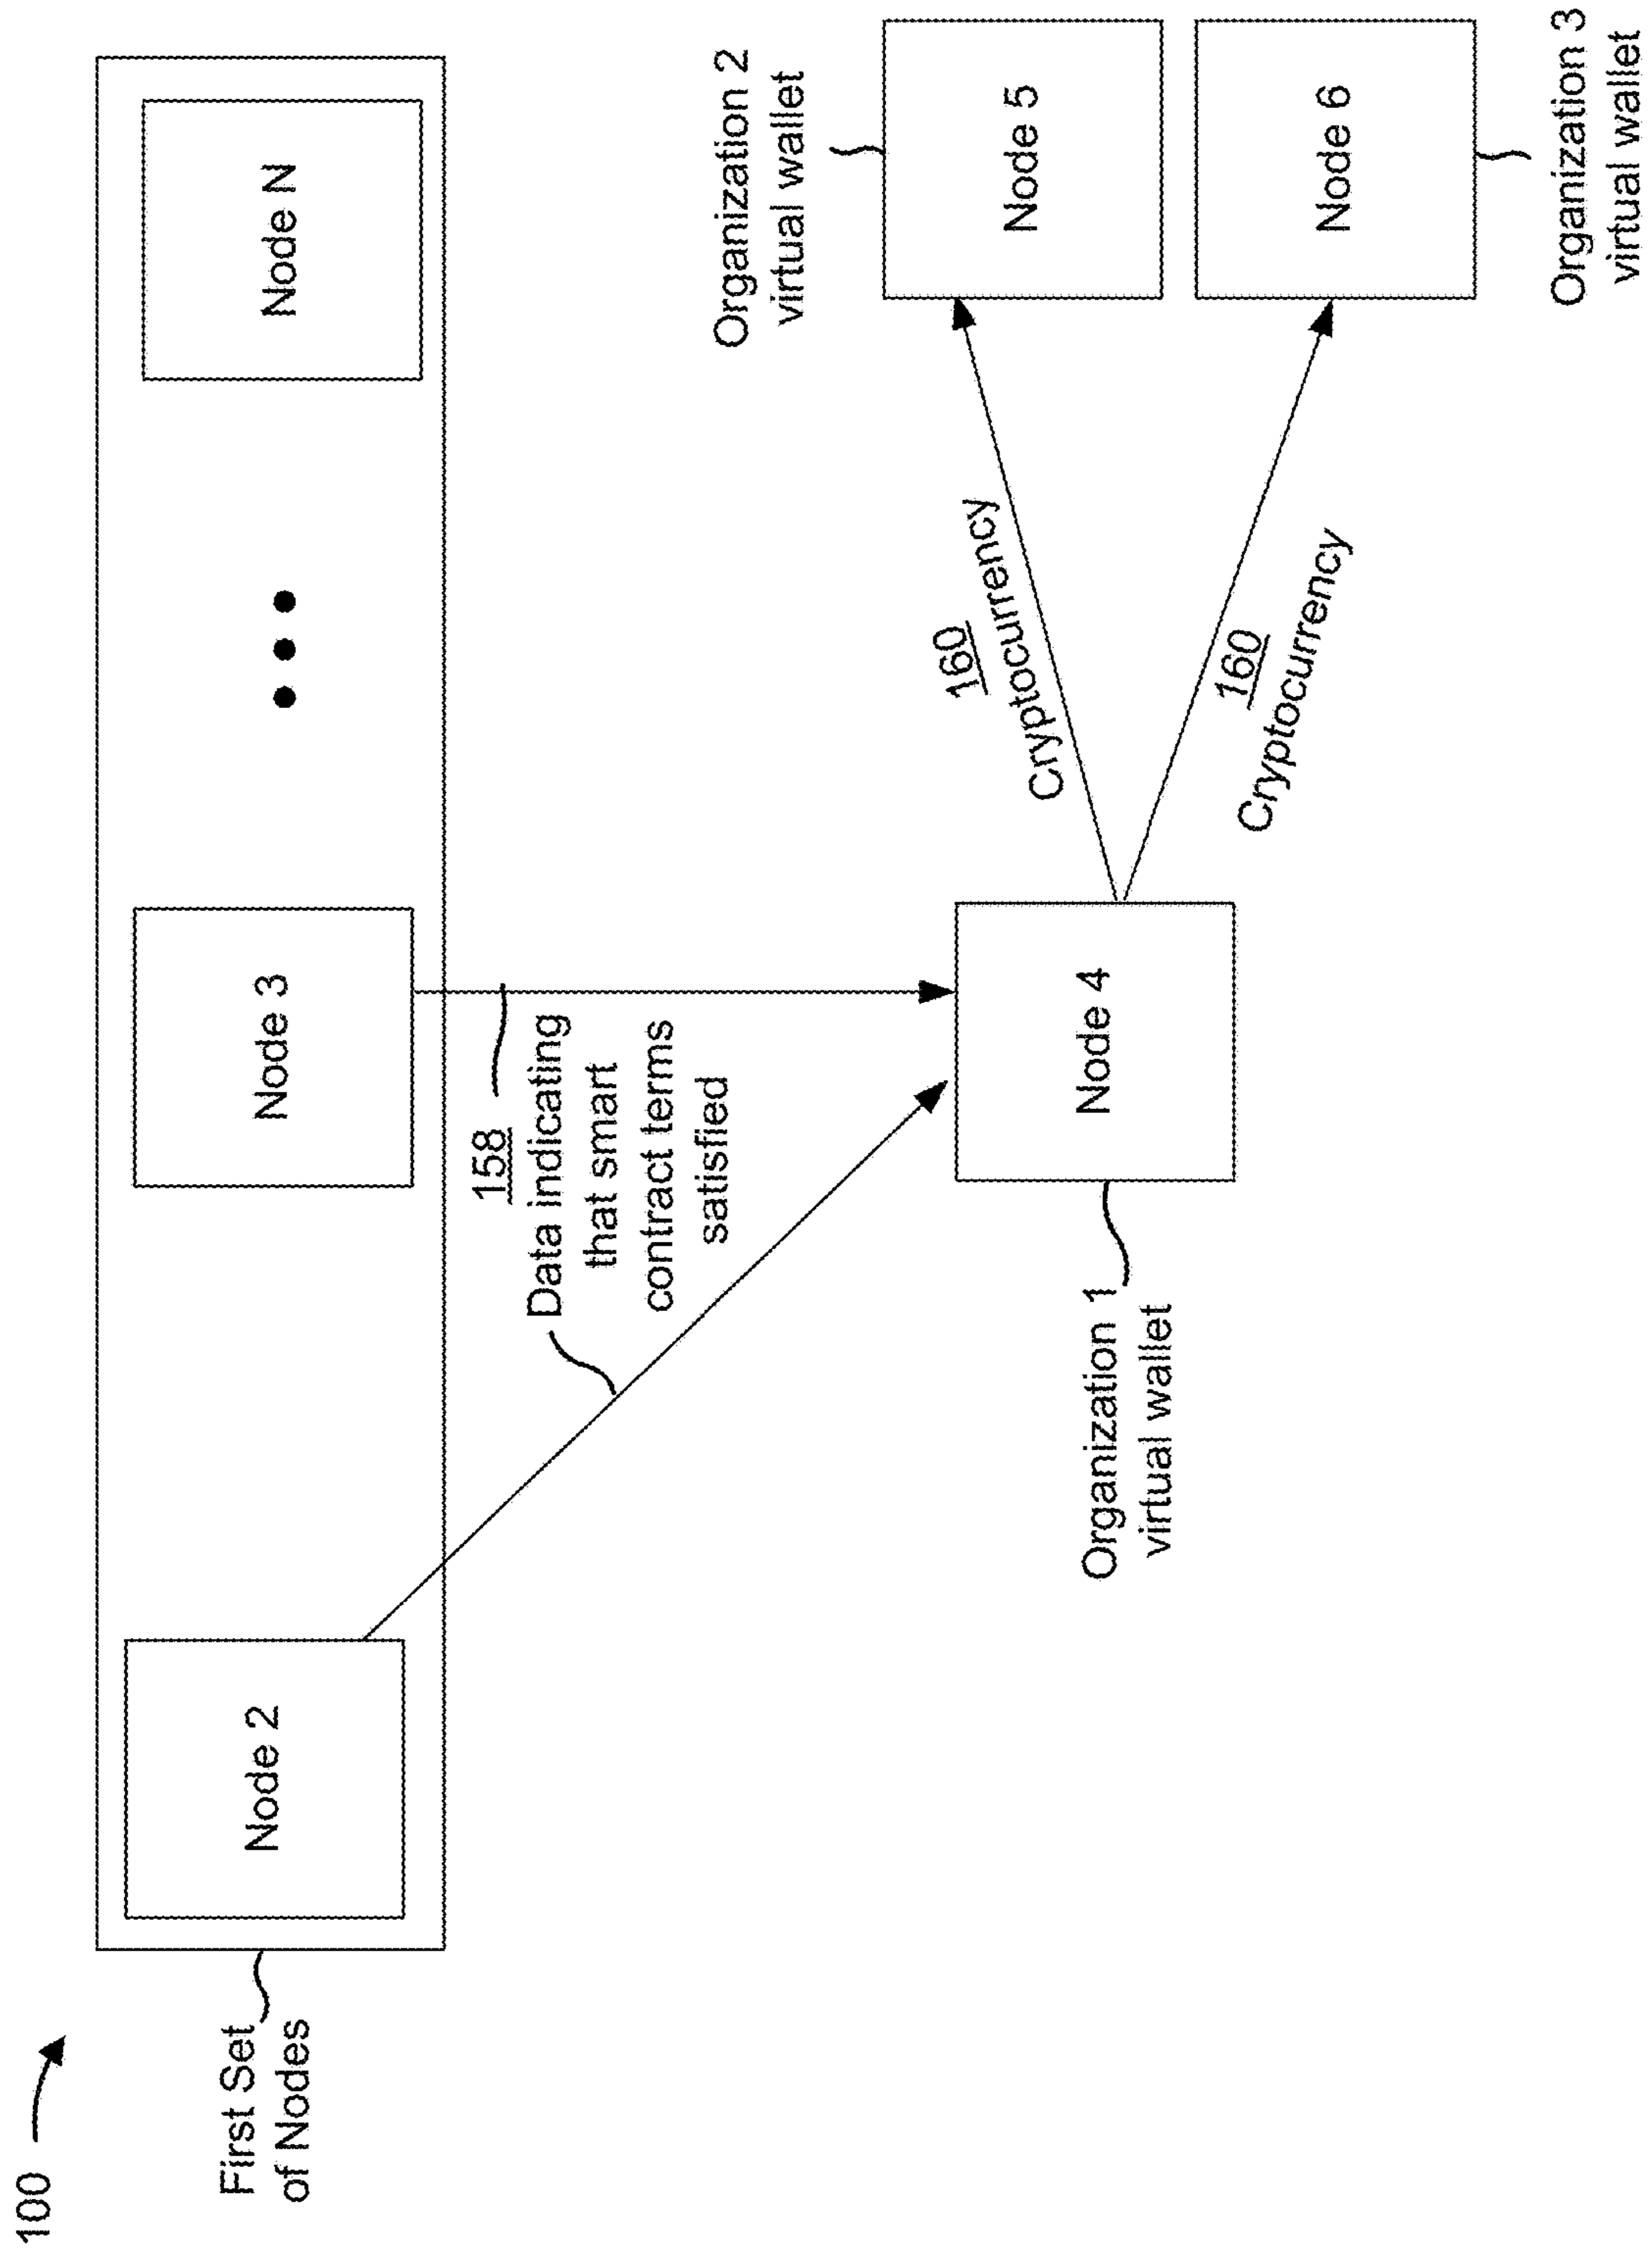 100
First Set
of Nodes
Node 2
Node 3
Node N
158
Data indicating
that smart
contract terms
satisfied
Organization 1
virtual wallet
Node 4
160
Cryptocurrency
160
Cryptocurrency
Organization 2
virtual wallet
Node 5
Node 6
Organization 3
virtual wallet